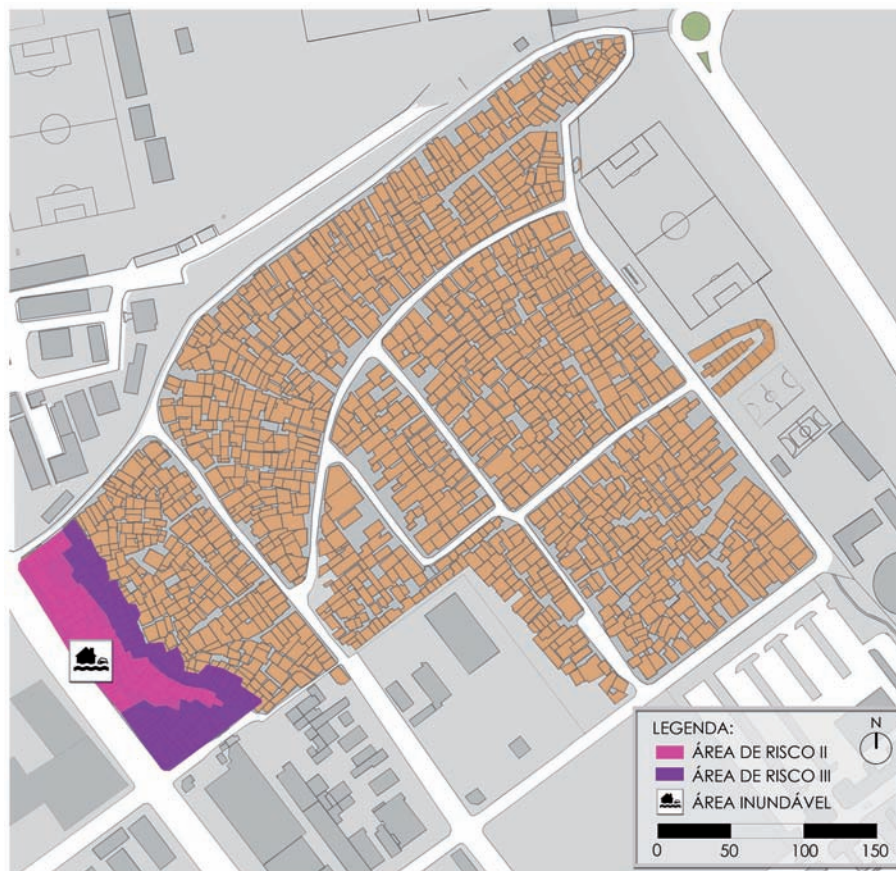 LEGENDA:
N
ÁREA DE RISCO II
ÁREA DE RISCO III
ÁREA INUNDÁVEL
0 50 100 150